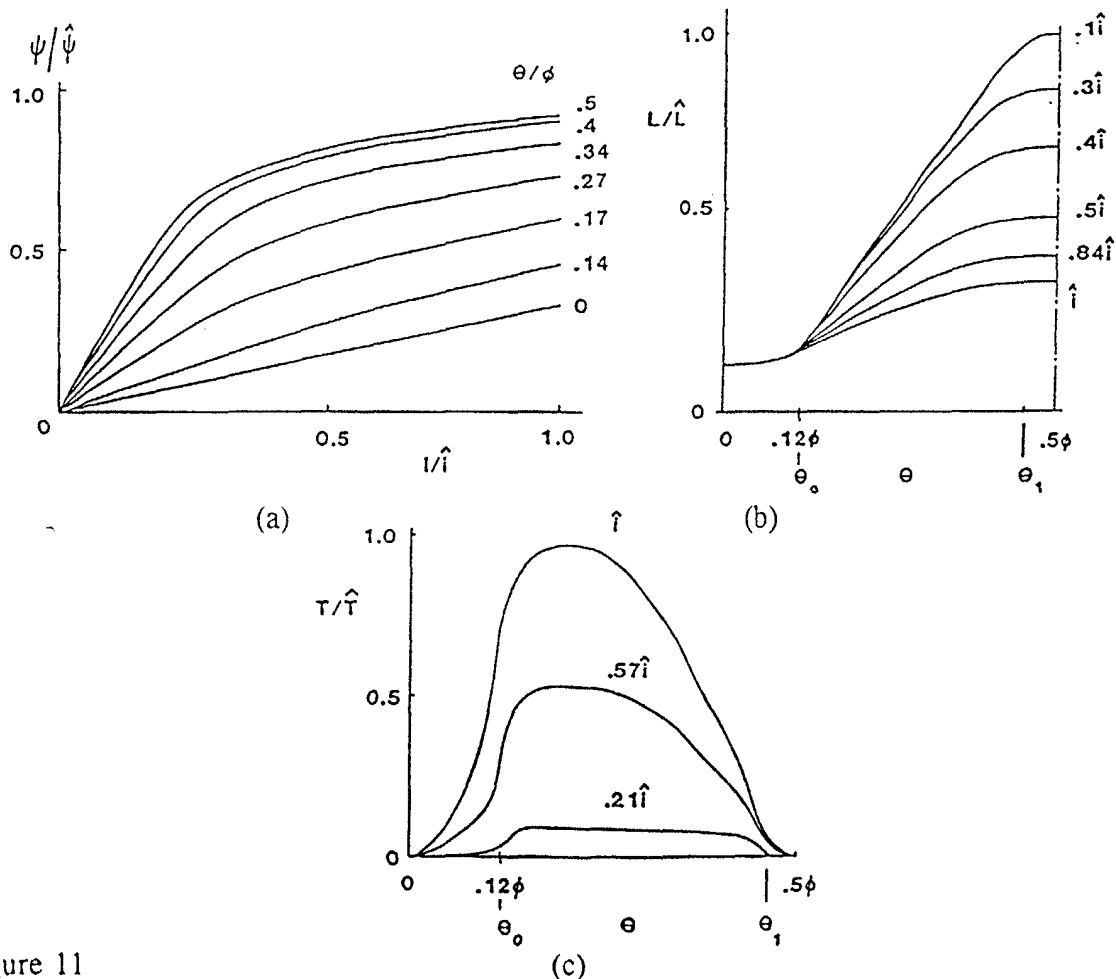 ψ/ψ̂
θ/φ
1.0
.5
.4
.34
.27
0.5
.17
.14
0
0
0.5
1.0
I/î
(a)
1.0
.1î
L/L̂
.3î
.4î
0.5
.5î
.84î
î
0
0
.12φ
.5φ
θ₀
θ
θ₁
(b)
î
1.0
T/T̂
.57î
0.5
.21î
0
0
.12φ
.5φ
θ₀
θ
θ₁
ure 11
(c)